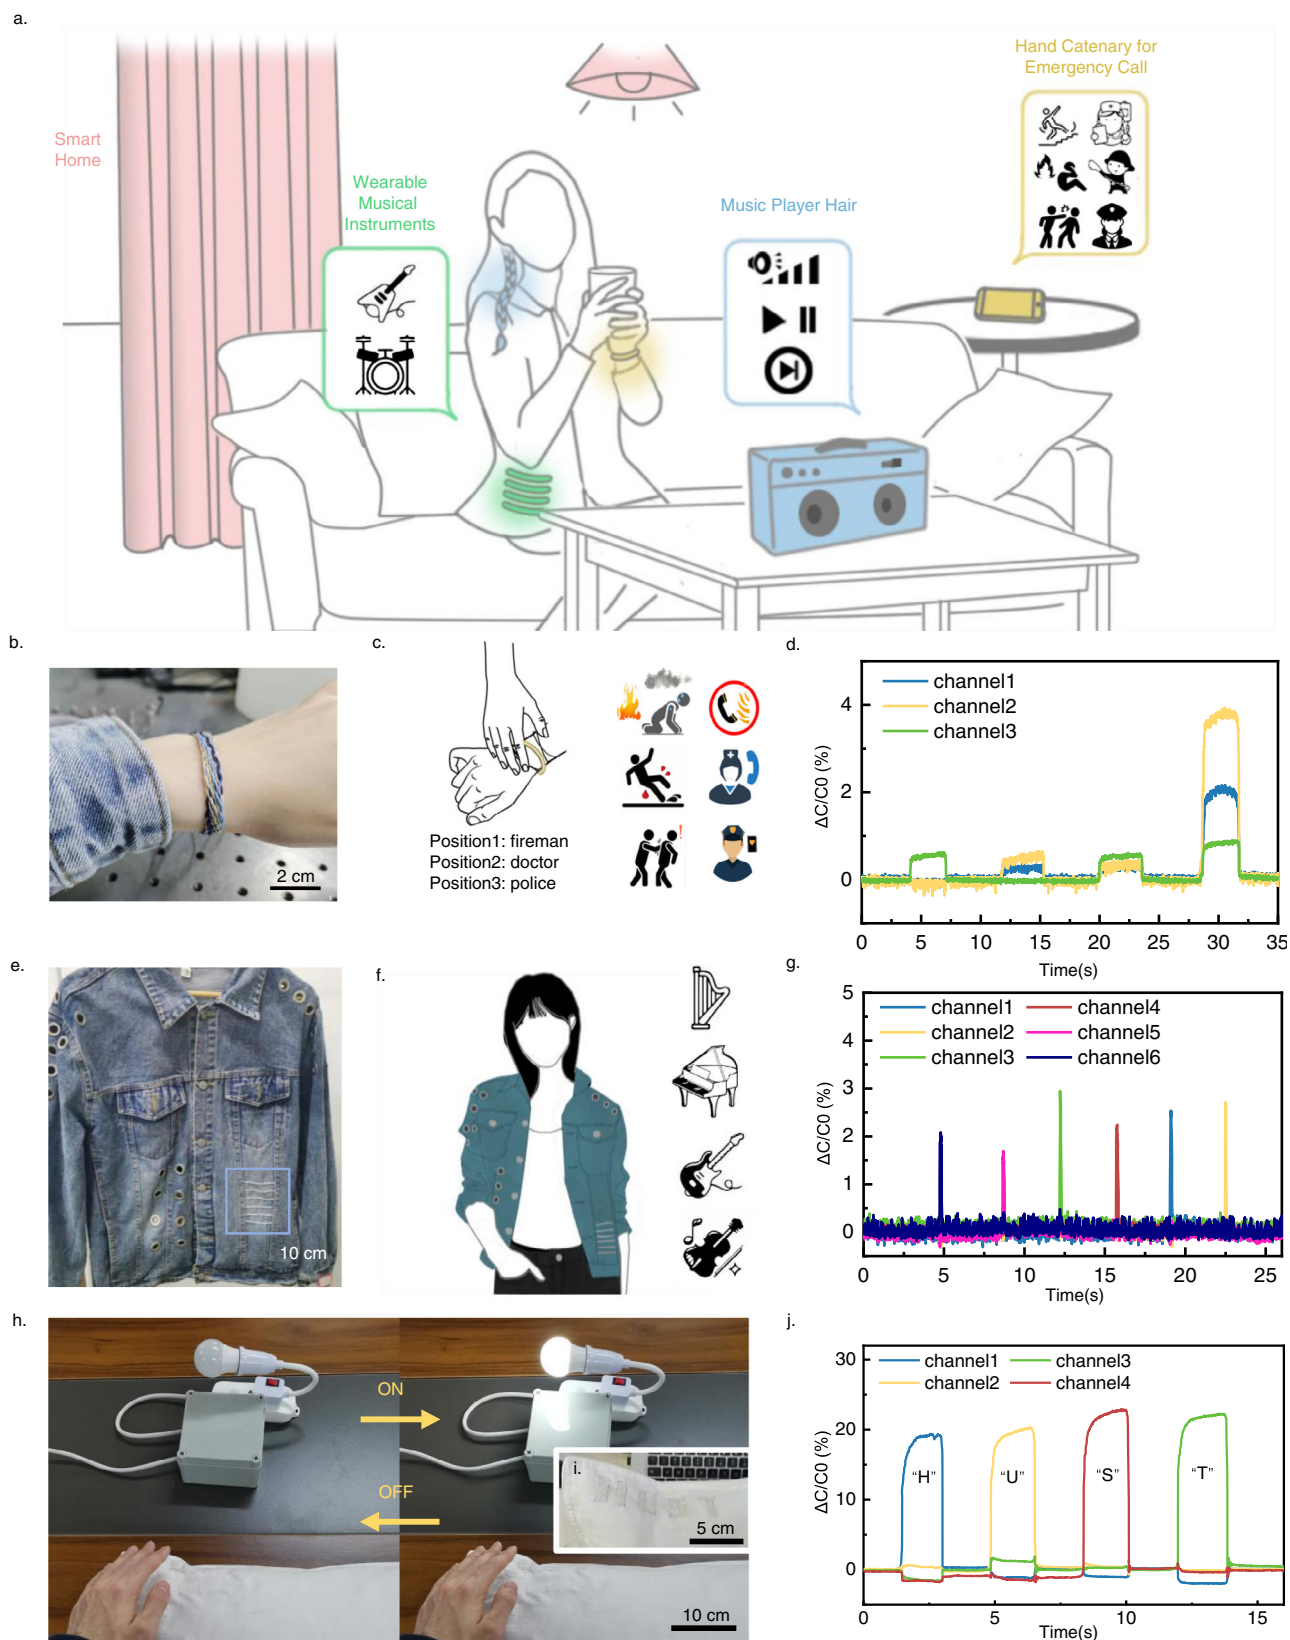 a.
Hand Catenary for
Emergency Call
Smart
Home
Wearable
Musical
Instruments
Music Player Hair
b.
2 cm
c.
Position1: fireman
Position2: doctor
Position3: police
d.
channel1
channel2
channel3
ΔC/C0 (%)
4
2
0
0 5 10 15 20 25 30 35
Time(s)
e.
10 cm
f.
g.
channel1 channel4
channel2 channel5
channel3 channel6
ΔC/C0 (%)
5
4
3
2
1
0
0 5 10 15 20 25
Time(s)
h.
ON
OFF
i.
5 cm
10 cm
j.
channel1 channel3
channel2 channel4
ΔC/C0 (%)
30
20
10
0
“H” “U” “S” “T”
0 5 10 15
Time(s)